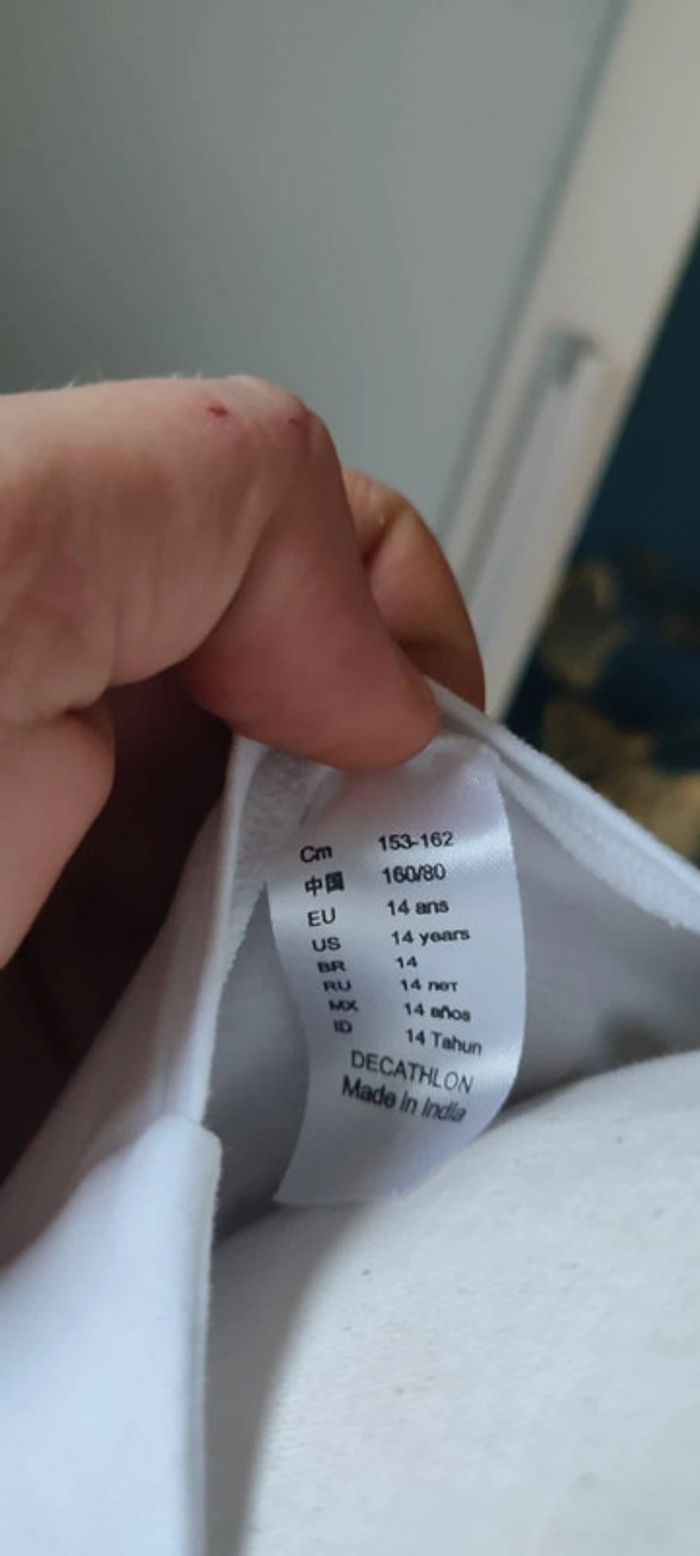 Cm 153-162
中国 160/80
EU 14 ans
US 14 years
BR 14
RU 14 лет
MX 14 años
ID 14 Tahun
DECATHLON
Made in India